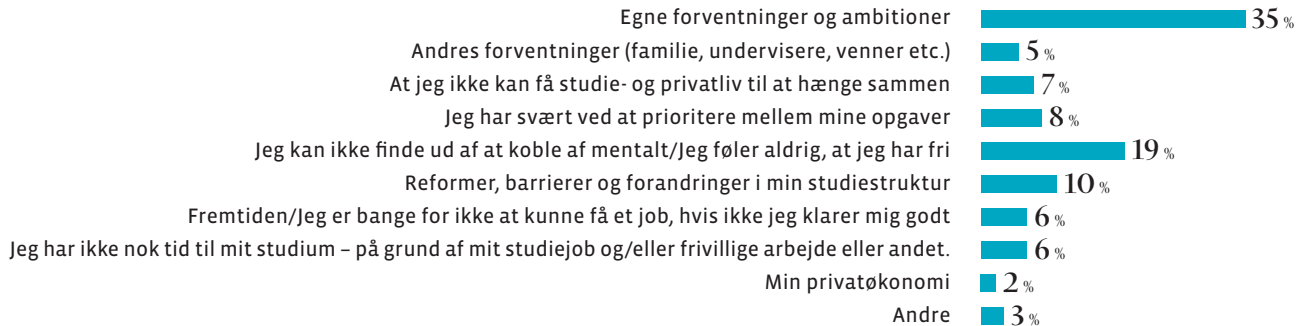 Egne forventninger og ambitioner 35 %
Andres forventninger (familie, undervisere, venner etc.) 5 %
At jeg ikke kan få studie- og privatliv til at hænge sammen 7 %
Jeg har svært ved at prioritere mellem mine opgaver 8 %
Jeg kan ikke finde ud af at koble af mentalt/Jeg føler aldrig, at jeg har fri 19 %
Reformer, barrierer og forandringer i min studiestruktur 10 %
Fremtiden/Jeg er bange for ikke at kunne få et job, hvis ikke jeg klarer mig godt 6 %
Jeg har ikke nok tid til mit studium – på grund af mit studiejob og/eller frivillige arbejde eller andet. 6 %
Min privatøkonomi 2 %
Andre 3 %